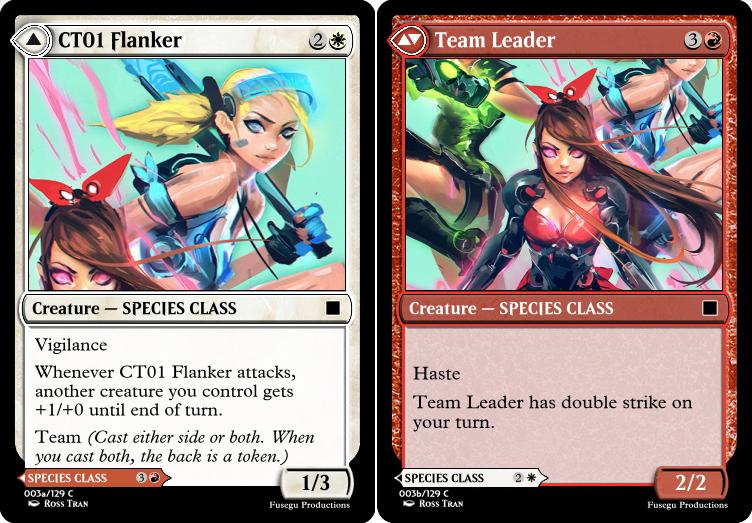 CT01 Flanker
2
Creature — SPECIES CLASS
Vigilance
Whenever CT01 Flanker attacks,
another creature you control gets
+1/+0 until end of turn.
Team (Cast either side or both. When
you cast both, the back is a token.)
SPECIES CLASS 3
1/3
003a/129 C
Ross Tran
Fusegu Productions
Team Leader
3
Creature — SPECIES CLASS
Haste
Team Leader has double strike on
your turn.
SPECIES CLASS 2
2/2
003b/129 C
Ross Tran
Fusegu Productions